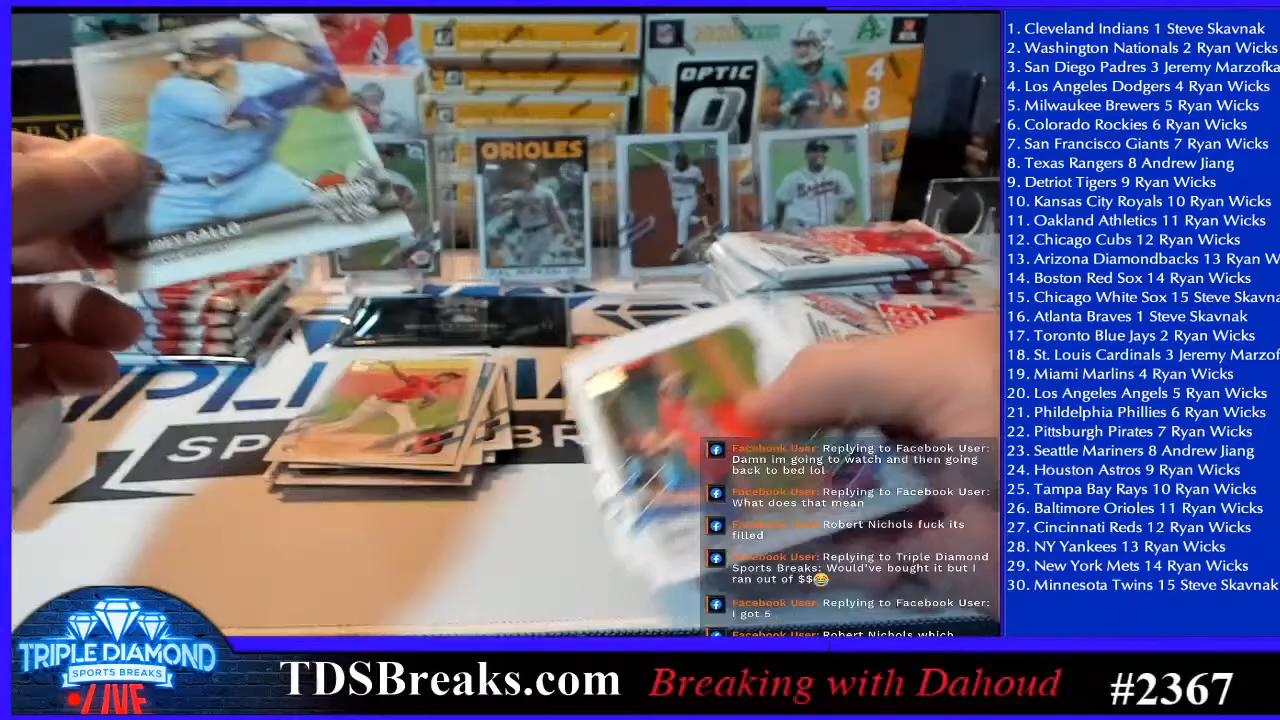 OPTIC
4
8
ORIOLES
JOEY GALLO
SP
BR
1. Cleveland Indians 1 Steve Skavnak
2. Washington Nationals 2 Ryan Wicks
3. San Diego Padres 3 Jeremy Marzofka
4. Los Angeles Dodgers 4 Ryan Wicks
5. Milwaukee Brewers 5 Ryan Wicks
6. Colorado Rockies 6 Ryan Wicks
7. San Francisco Giants 7 Ryan Wicks
8. Texas Rangers 8 Andrew Jiang
9. Detriot Tigers 9 Ryan Wicks
10. Kansas City Royals 10 Ryan Wicks
11. Oakland Athletics 11 Ryan Wicks
12. Chicago Cubs 12 Ryan Wicks
13. Arizona Diamondbacks 13 Ryan W
14. Boston Red Sox 14 Ryan Wicks
15. Chicago White Sox 15 Steve Skavna
16. Atlanta Braves 1 Steve Skavnak
17. Toronto Blue Jays 2 Ryan Wicks
18. St. Louis Cardinals 3 Jeremy Marzof
19. Miami Marlins 4 Ryan Wicks
20. Los Angeles Angels 5 Ryan Wicks
21. Phildelphia Phillies 6 Ryan Wicks
22. Pittsburgh Pirates 7 Ryan Wicks
23. Seattle Mariners 8 Andrew Jiang
24. Houston Astros 9 Ryan Wicks
25. Tampa Bay Rays 10 Ryan Wicks
26. Baltimore Orioles 11 Ryan Wicks
27. Cincinnati Reds 12 Ryan Wicks
28. NY Yankees 13 Ryan Wicks
29. New York Mets 14 Ryan Wicks
30. Minnesota Twins 15 Steve Skavnak
Facebook User: Replying to Facebook User:
Damn im going to watch and then going
back to bed lol
Facebook User: Replying to Facebook User:
What does that mean
Facebook User: Robert Nichols fuck its
filled
Facebook User: Replying to Triple Diamond
Sports Breaks: Would've bought it but I
ran out of $$😂
Facebook User: Replying to Facebook User:
I got 5
Facebook User: Robert Nichols which
TRIPLE DIAMOND
SPORTS BREAKS
LIVE
TDSBreaks.com
Breaking with Dahoud
#2367